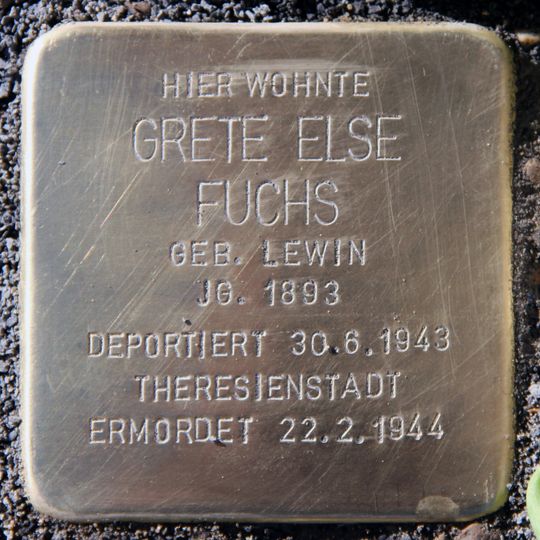 HIER WOHNTE
GRETE ELSE
FUCHS
GEB. LEWIN
JG. 1893
DEPORTIERT 30.6.1943
THERESIENSTADT
ERMORDET 22.2.1944